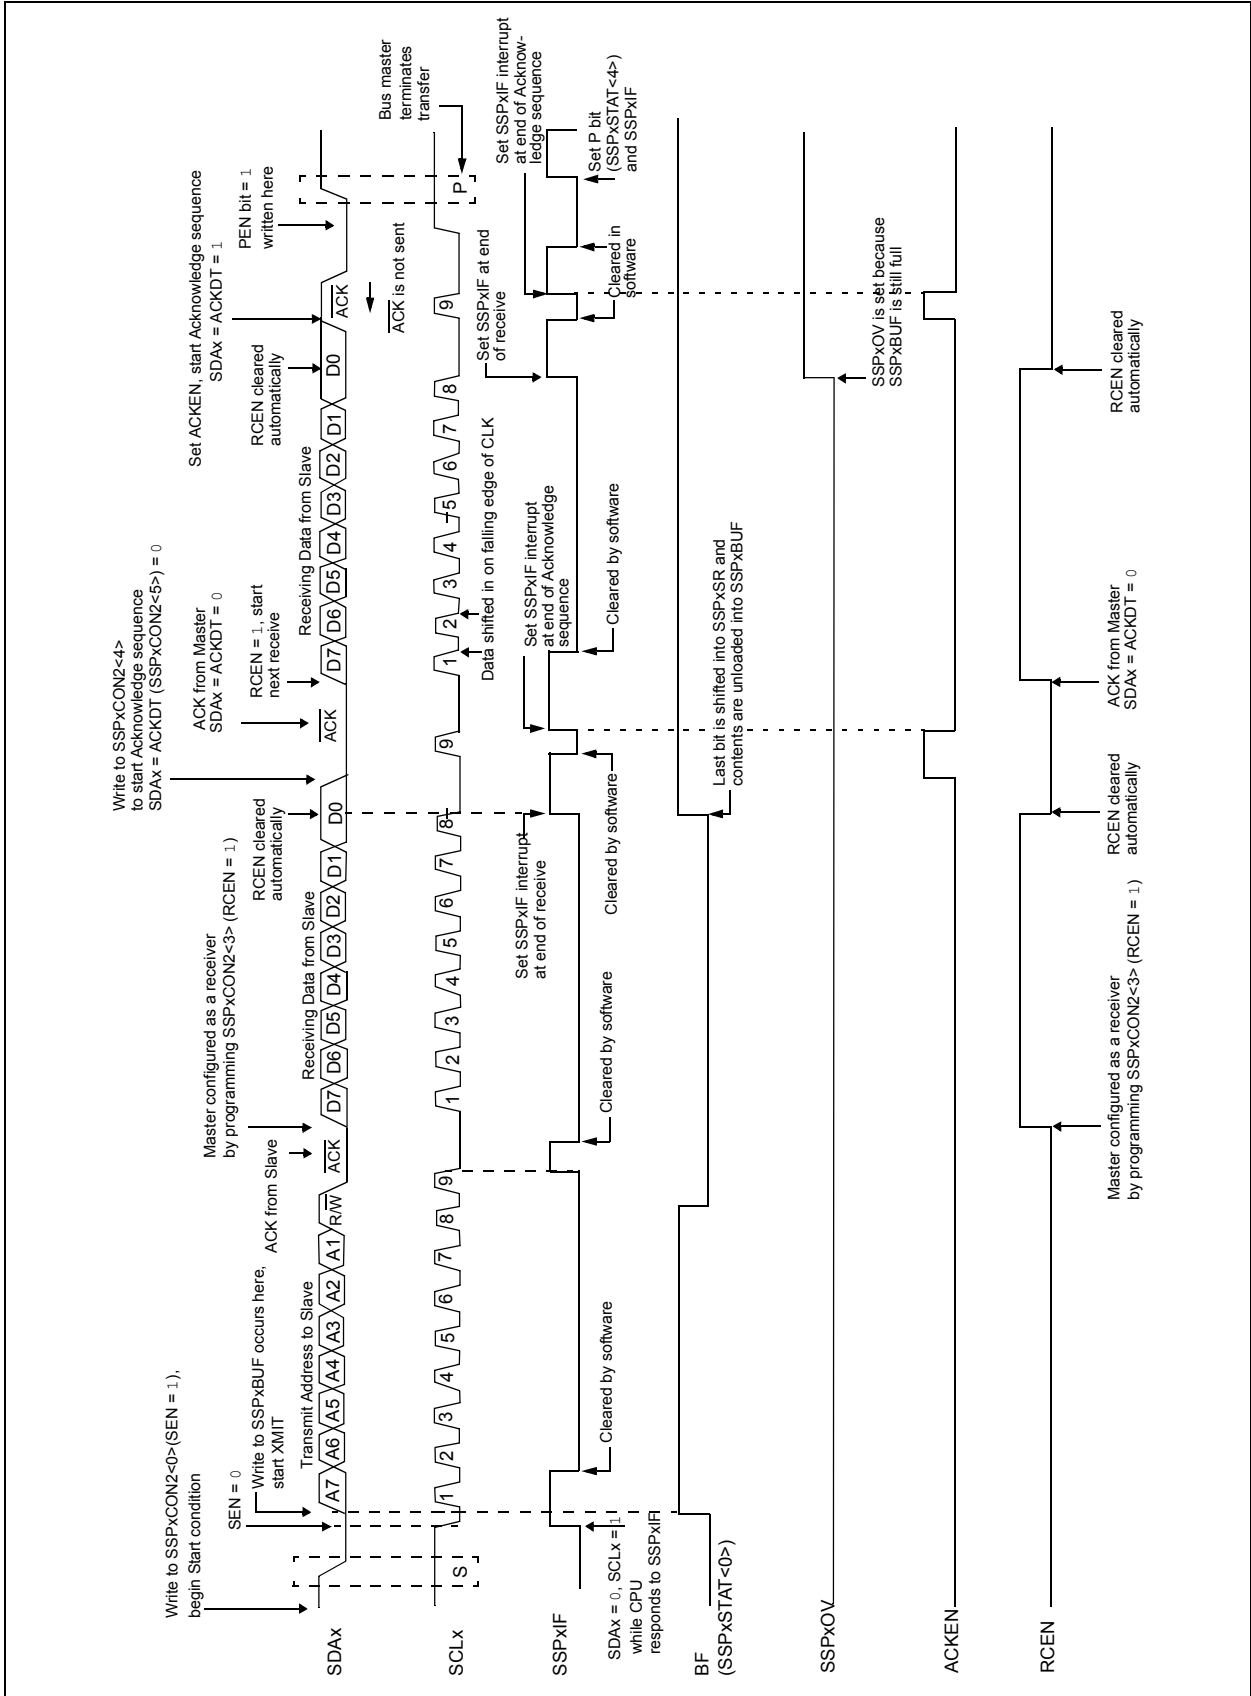 Write to SSPxCON2<0>(SEN = 1),
begin Start condition
SEN = 0
Write to SSPxBUF occurs here,
start XMIT
ACK from Slave
Master configured as a receiver
by programming SSPxCON2<3> (RCEN = 1)
RCEN cleared
automatically
Write to SSPxCON2<4>
to start Acknowledge sequence
SDAx = ACKDT (SSPxCON2<5>) = 0
ACK from Master
SDAx = ACKDT = 0
RCEN = 1, start
next receive
RCEN cleared
automatically
Set ACKEN, start Acknowledge sequence
SDAx = ACKDT = 1
PEN bit = 1
written here
Transmit Address to Slave
Receiving Data from Slave
Receiving Data from Slave
SDAx
A7 A6 A5 A4 A3 A2 A1 R/W ACK D7 D6 D5 D4 D3 D2 D1 D0 ACK D7 D6 D5 D4 D3 D2 D1 D0 ACK
ACK is not sent
Bus master
terminates
transfer
SCLx
S 1 2 3 4 5 6 7 8 9 1 2 3 4 5 6 7 8 9 1 2 3 4 5 6 7 8 9 P
Data shifted in on falling edge of CLK
Set SSPxIF interrupt
at end of receive
Set SSPxIF interrupt
at end of Acknowledge
sequence
Set SSPxIF at end
of receive
Set SSPxIF interrupt
at end of Acknow-
ledge sequence
SSPxIF
SDAx = 0, SCLx = 1
while CPU
responds to SSPxIF
Cleared by software
Cleared by software
Cleared by software
Cleared by software
Cleared in
software
Set P bit
(SSPxSTAT<4>)
and SSPxIF
BF
(SSPxSTAT<0>)
Last bit is shifted into SSPxSR and
contents are unloaded into SSPxBUF
SSPxOV
SSPxOV is set because
SSPxBUF is still full
ACKEN
RCEN
Master configured as a receiver
by programming SSPxCON2<3> (RCEN = 1)
RCEN cleared
automatically
ACK from Master
SDAx = ACKDT = 0
RCEN cleared
automatically